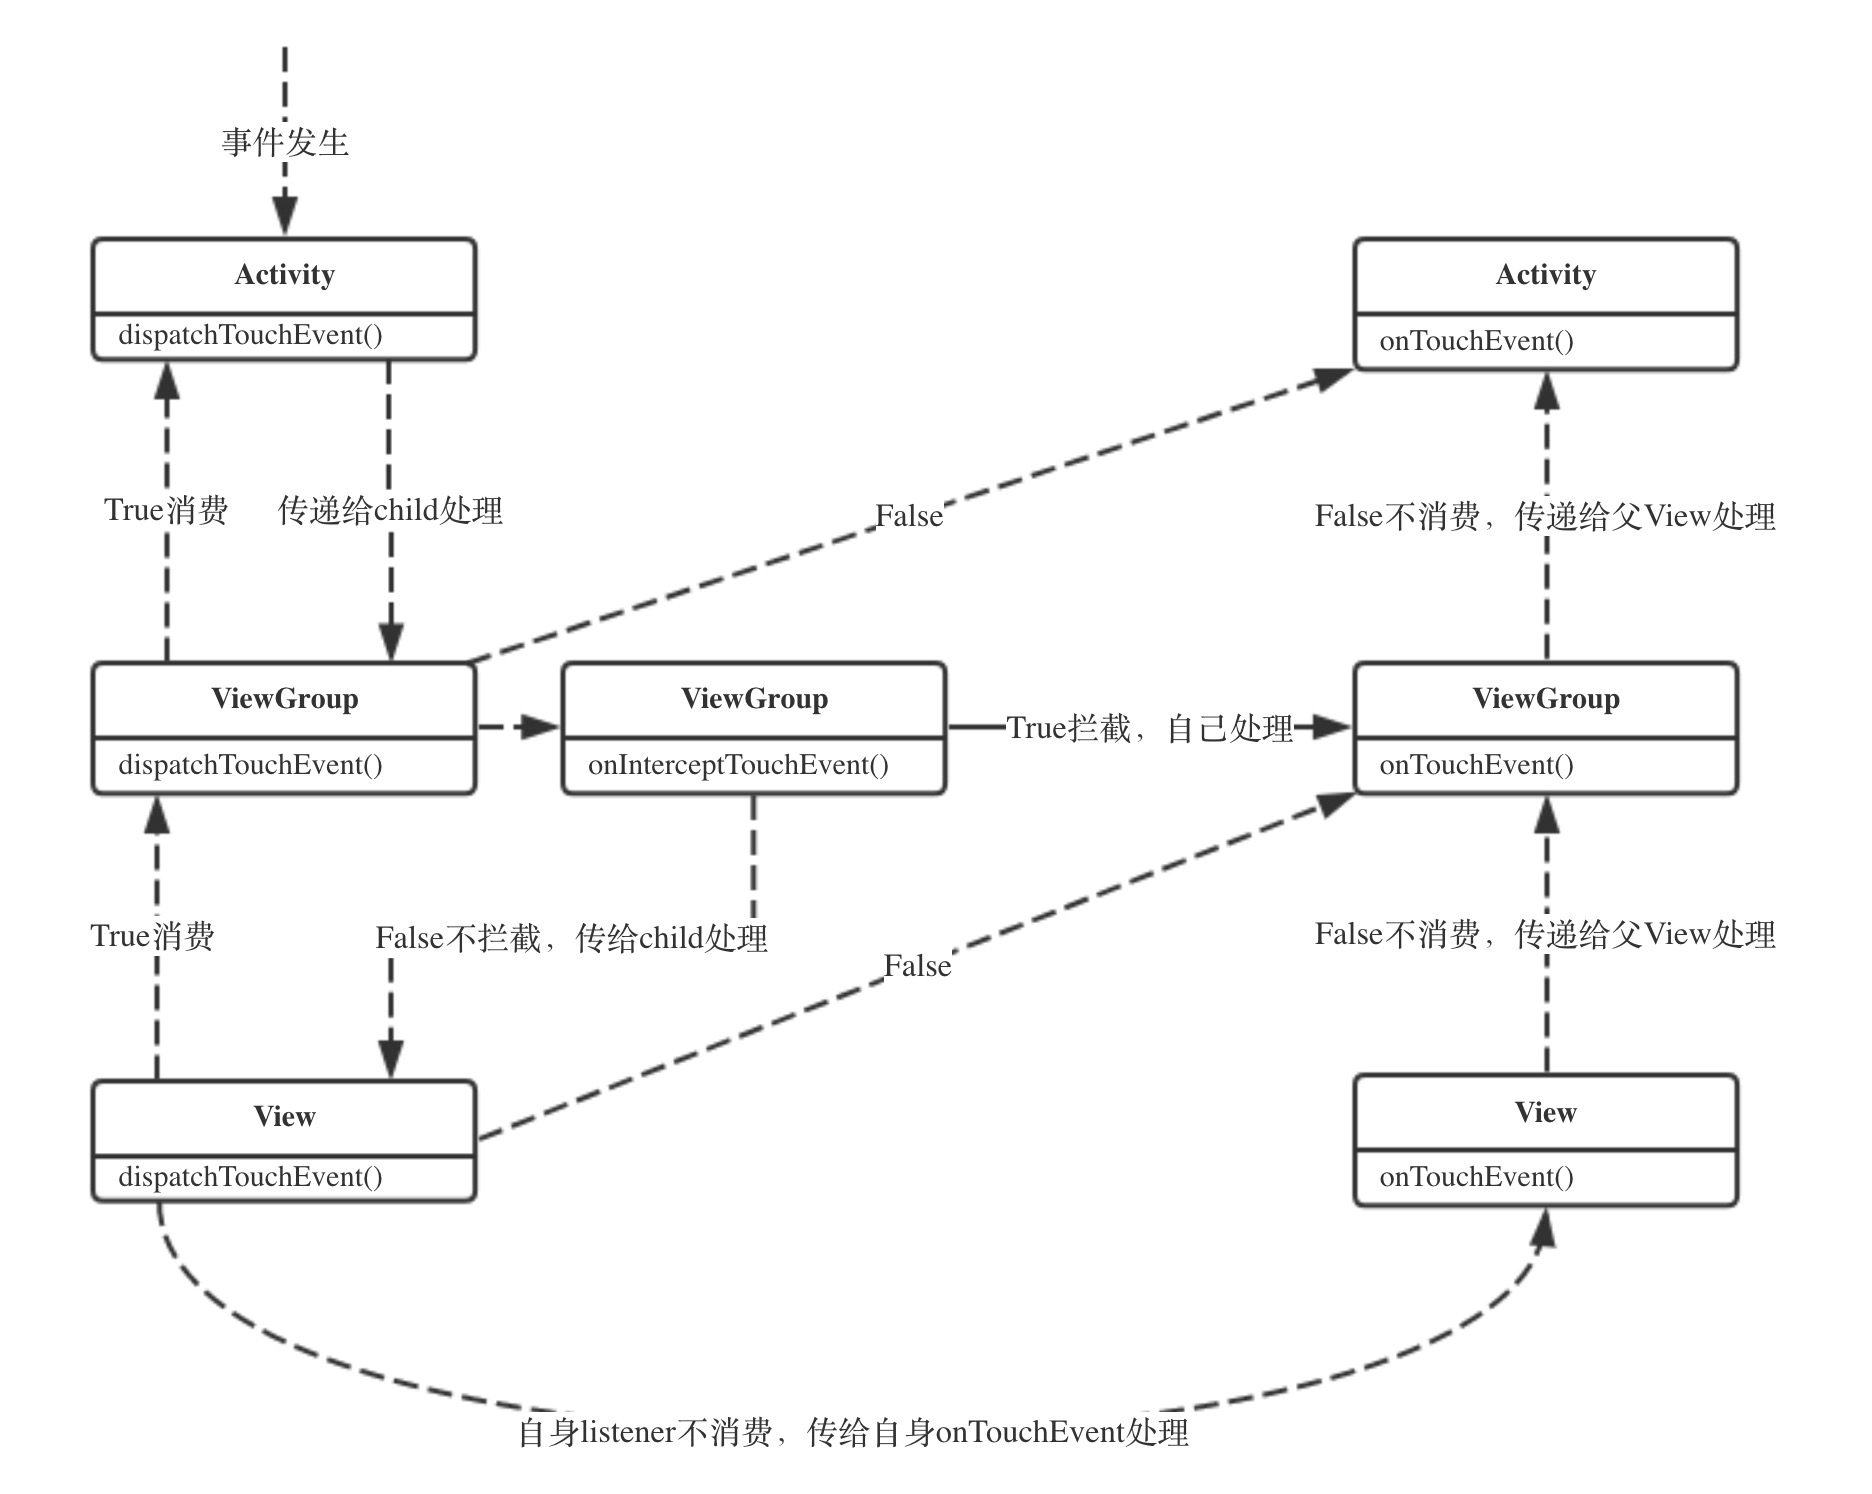 事件发生
Activity
dispatchTouchEvent()
Activity
onTouchEvent()
True消费
传递给child处理
False
False不消费，传递给父View处理
ViewGroup
dispatchTouchEvent()
ViewGroup
onInterceptTouchEvent()
True拦截，自己处理
ViewGroup
onTouchEvent()
True消费
False不拦截，传给child处理
False
False不消费，传递给父View处理
View
dispatchTouchEvent()
View
onTouchEvent()
自身listener不消费，传给自身onTouchEvent处理